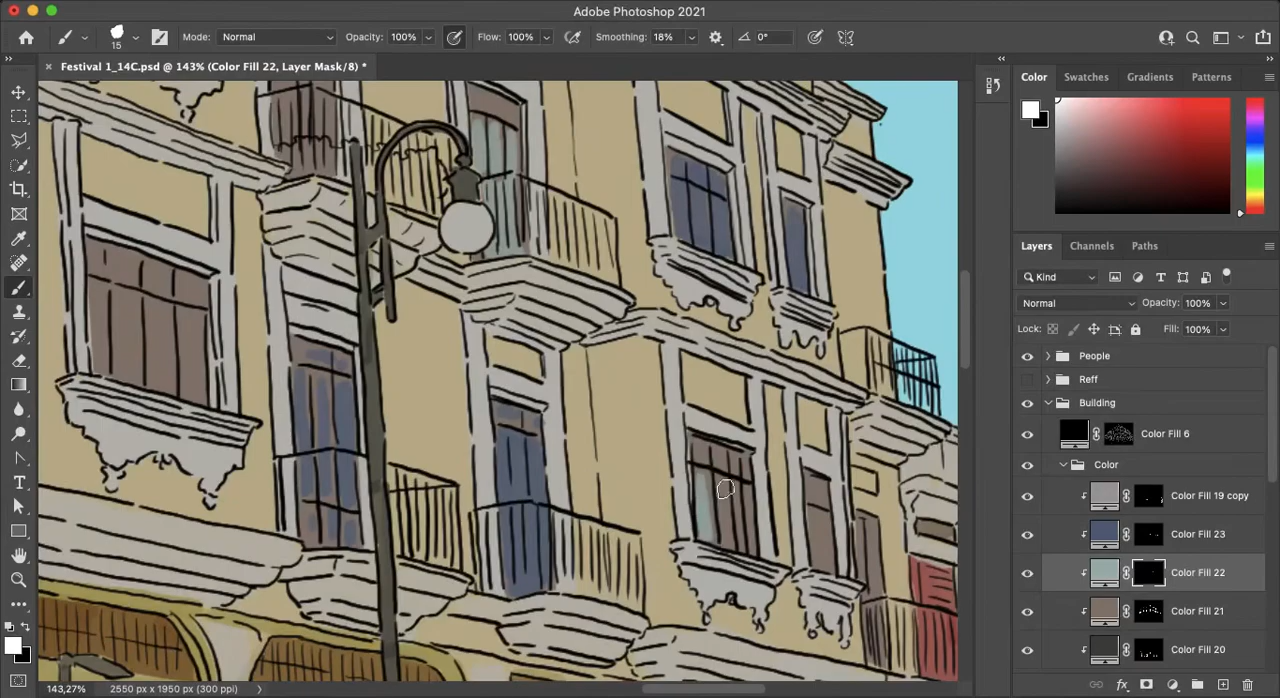 Adobe Photoshop 2021
15 Mode: Normal Opacity: 100% Flow: 100% Smoothing: 18% 0°
Festival 1_14C.psd @ 143% (Color Fill 22, Layer Mask/8) *
Color Swatches Gradients Patterns
Layers Channels Paths
Kind
Normal Opacity: 100%
Lock: Fill: 100%
People
Reff
Building
Color Fill 6
Color
Color Fill 19 copy
Color Fill 23
Color Fill 22
Color Fill 21
Color Fill 20
143,27% 2550 px x 1950 px (300 ppi)